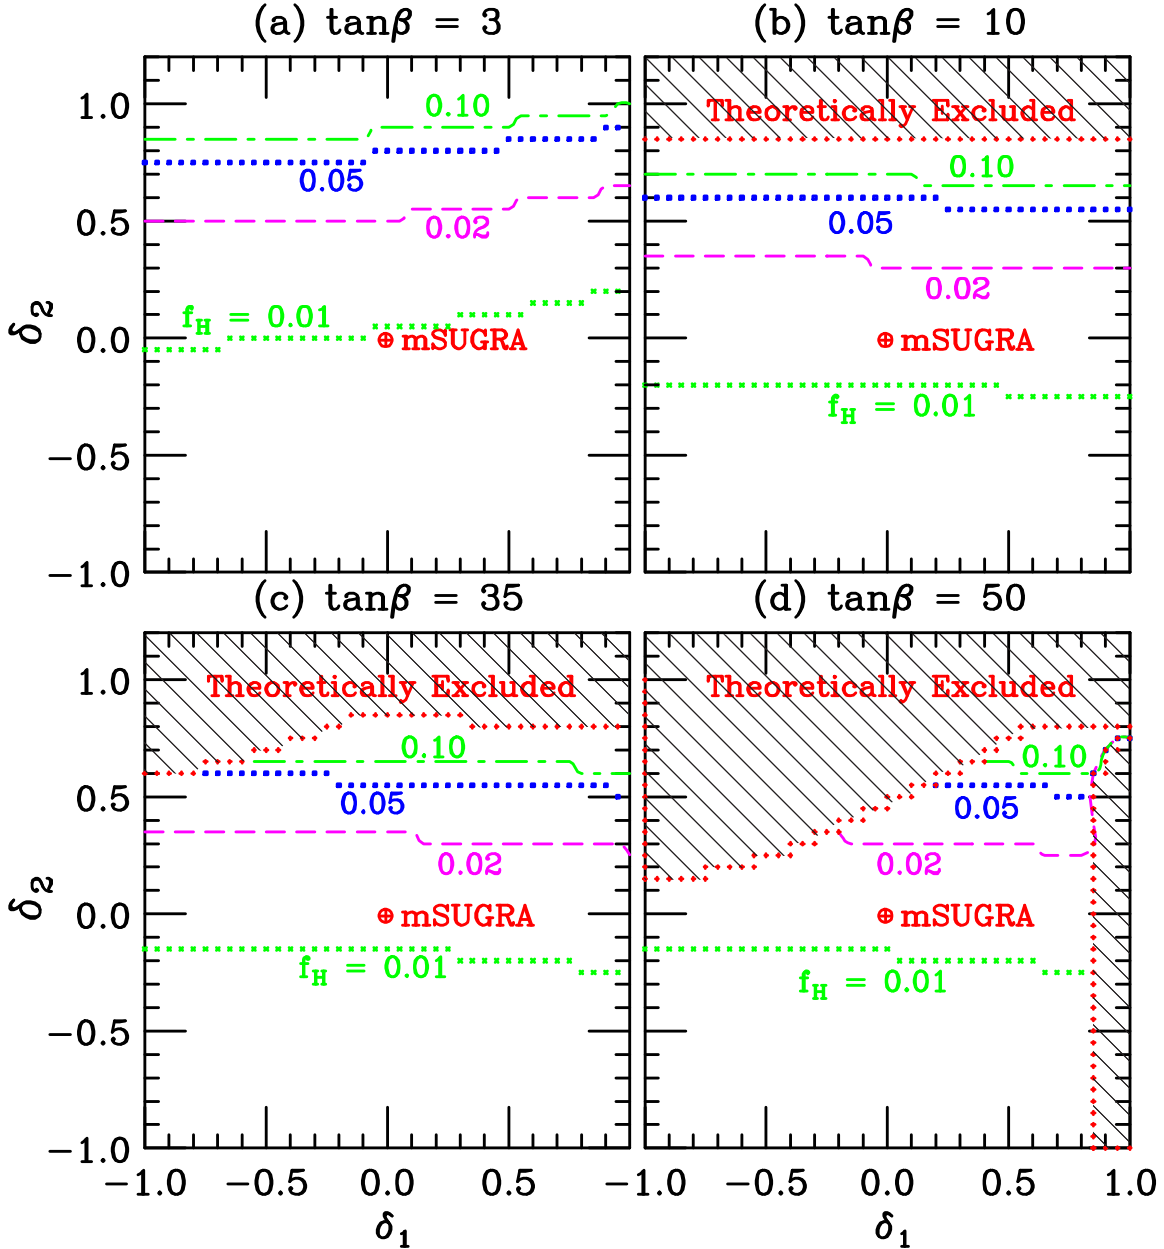 (a) tanβ = 3
(b) tanβ = 10
1.0
0.5
0.0
−0.5
−1.0
δ₂
0.10
0.05
0.02
f_H = 0.01
mSUGRA
Theoretically Excluded
0.10
0.05
0.02
mSUGRA
f_H = 0.01
(c) tanβ = 35
(d) tanβ = 50
1.0
0.5
0.0
−0.5
−1.0
δ₂
Theoretically Excluded
0.10
0.05
0.02
mSUGRA
f_H = 0.01
Theoretically Excluded
0.10
0.05
0.02
mSUGRA
f_H = 0.01
−1.0 −0.5 0.0 0.5 −1.0 −0.5 0.0 0.5 1.0
δ₁ δ₁